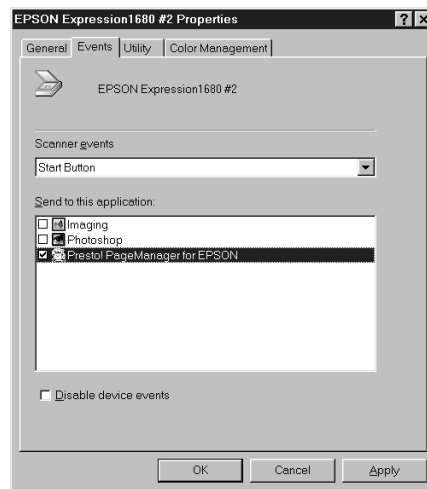 EPSON Expression1680 #2 Properties
General Events Utility Color Management
EPSON Expression1680 #2
Scanner events
Start Button
Send to this application:
Imaging
Photoshop
Presto! PageManager for EPSON
Disable device events
OK Cancel Apply